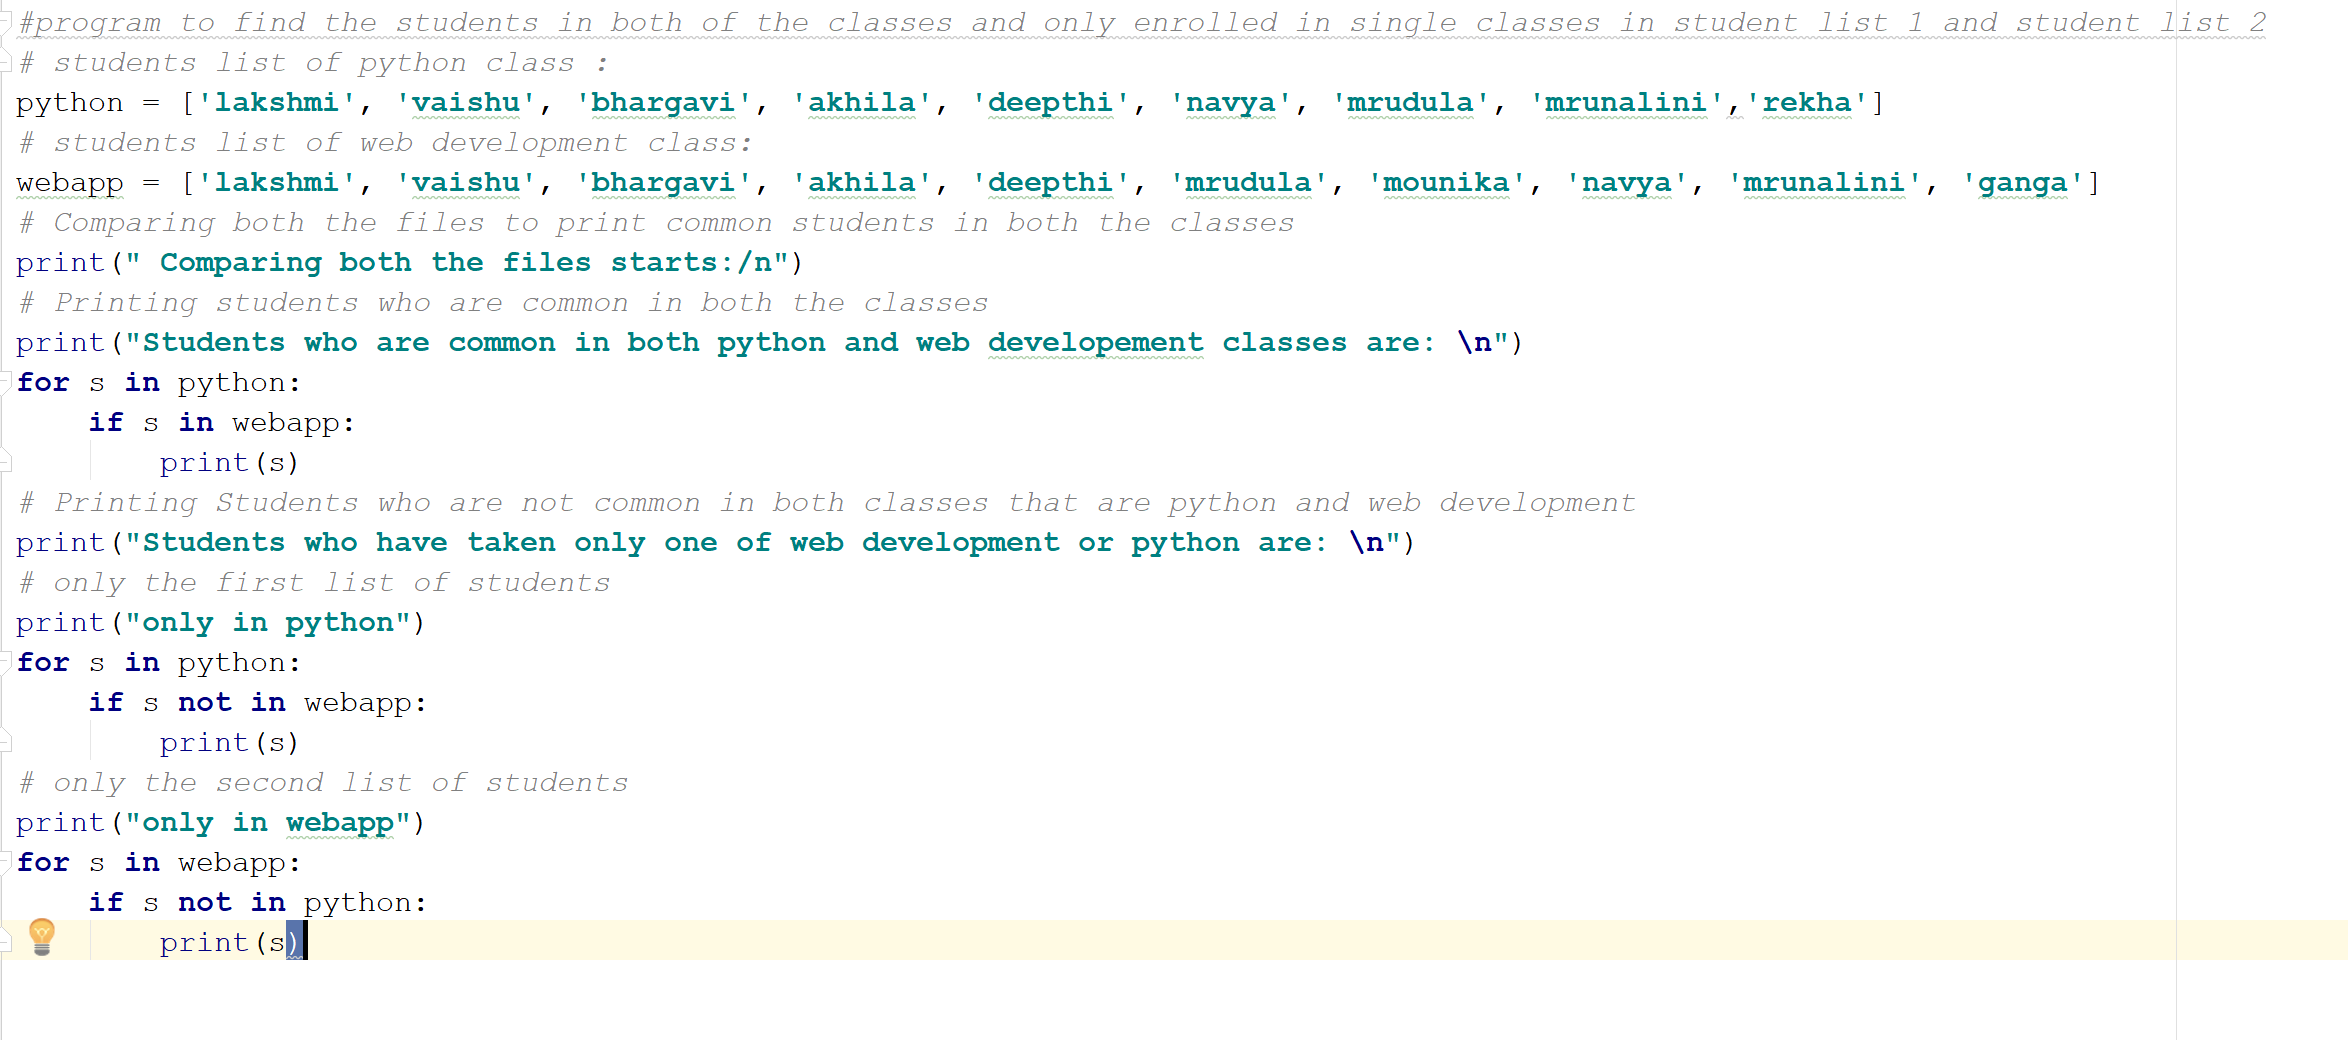 #program to find the students in both of the classes and only enrolled in single classes in student list 1 and student list 2
# students list of python class :
python = ['lakshmi', 'vaishu', 'bhargavi', 'akhila', 'deepthi', 'navya', 'mrudula', 'mrunalini','rekha']
# students list of web development class:
webapp = ['lakshmi', 'vaishu', 'bhargavi', 'akhila', 'deepthi', 'mrudula', 'mounika', 'navya', 'mrunalini', 'ganga']
# Comparing both the files to print common students in both the classes
print(" Comparing both the files starts:/n")
# Printing students who are common in both the classes
print("Students who are common in both python and web developement classes are: \n")
for s in python:
    if s in webapp:
        print(s)
# Printing Students who are not common in both classes that are python and web development
print("Students who have taken only one of web development or python are: \n")
# only the first list of students
print("only in python")
for s in python:
    if s not in webapp:
        print(s)
# only the second list of students
print("only in webapp")
for s in webapp:
    if s not in python:
        print(s)